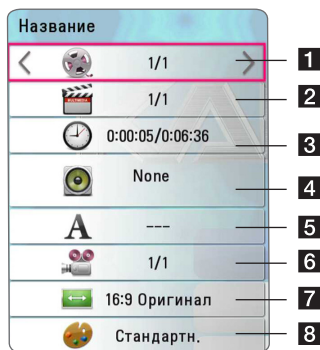 Название
1/1 1
MULTIMEDIA 1/1 2
0:00:05/0:06:36 3
None 4
A --- 5
1/1 6
16:9 Оригинал 7
Стандартн. 8